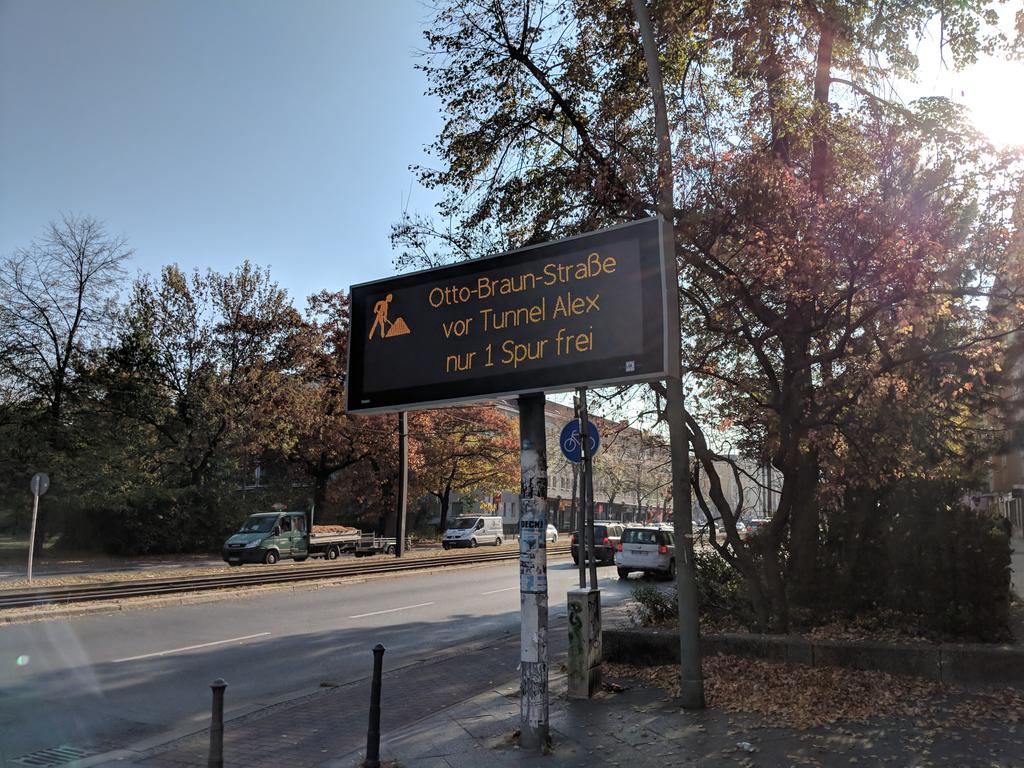 Otto-Braun-Straße
vor Tunnel Alex
nur 1 Spur frei